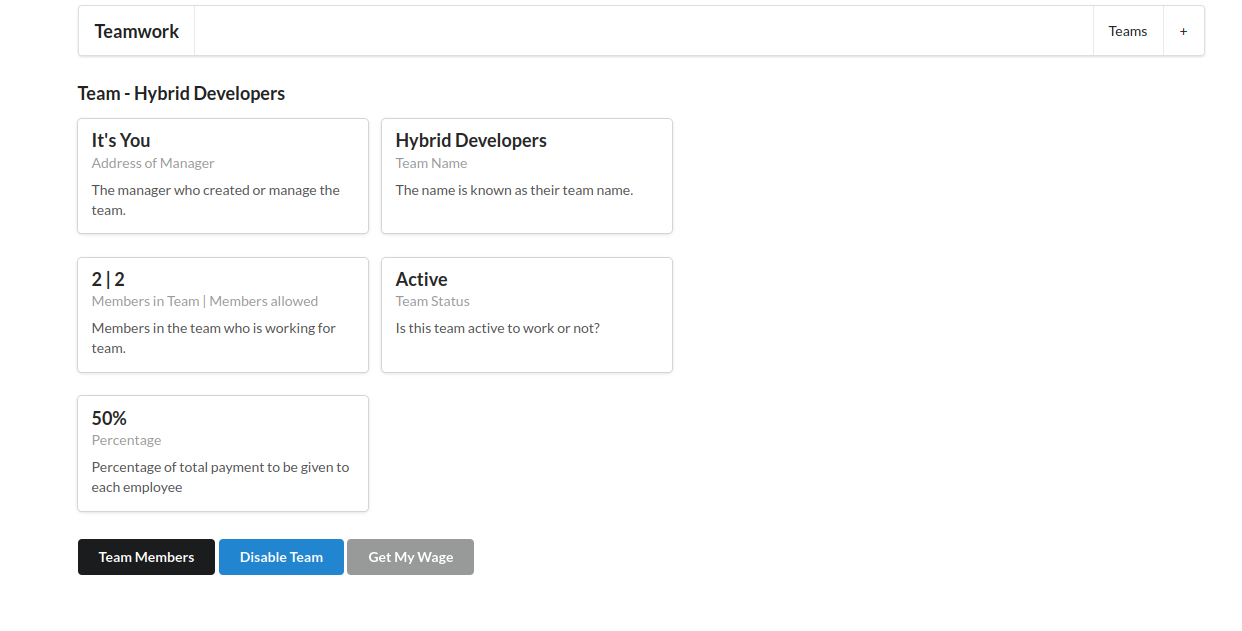 Teamwork
Teams
+
Team - Hybrid Developers
It's You
Address of Manager
The manager who created or manage the
team.
Hybrid Developers
Team Name
The name is known as their team name.
2 | 2
Members in Team | Members allowed
Members in the team who is working for
team.
Active
Team Status
Is this team active to work or not?
50%
Percentage
Percentage of total payment to be given to
each employee
Team Members
Disable Team
Get My Wage